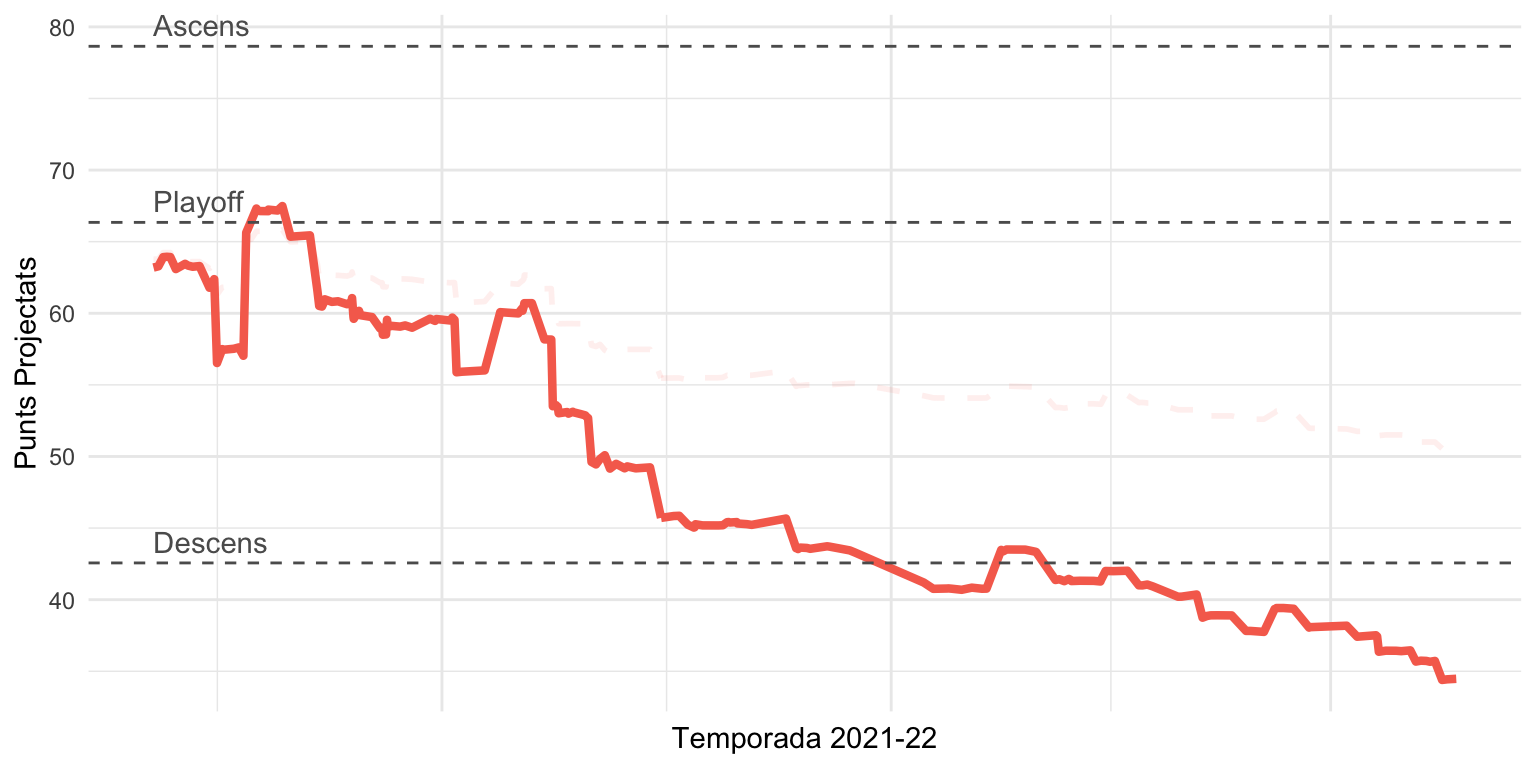 Ascens
80
70
Playoff
60
Punts Projectats
50
Descens
40
Temporada 2021-22